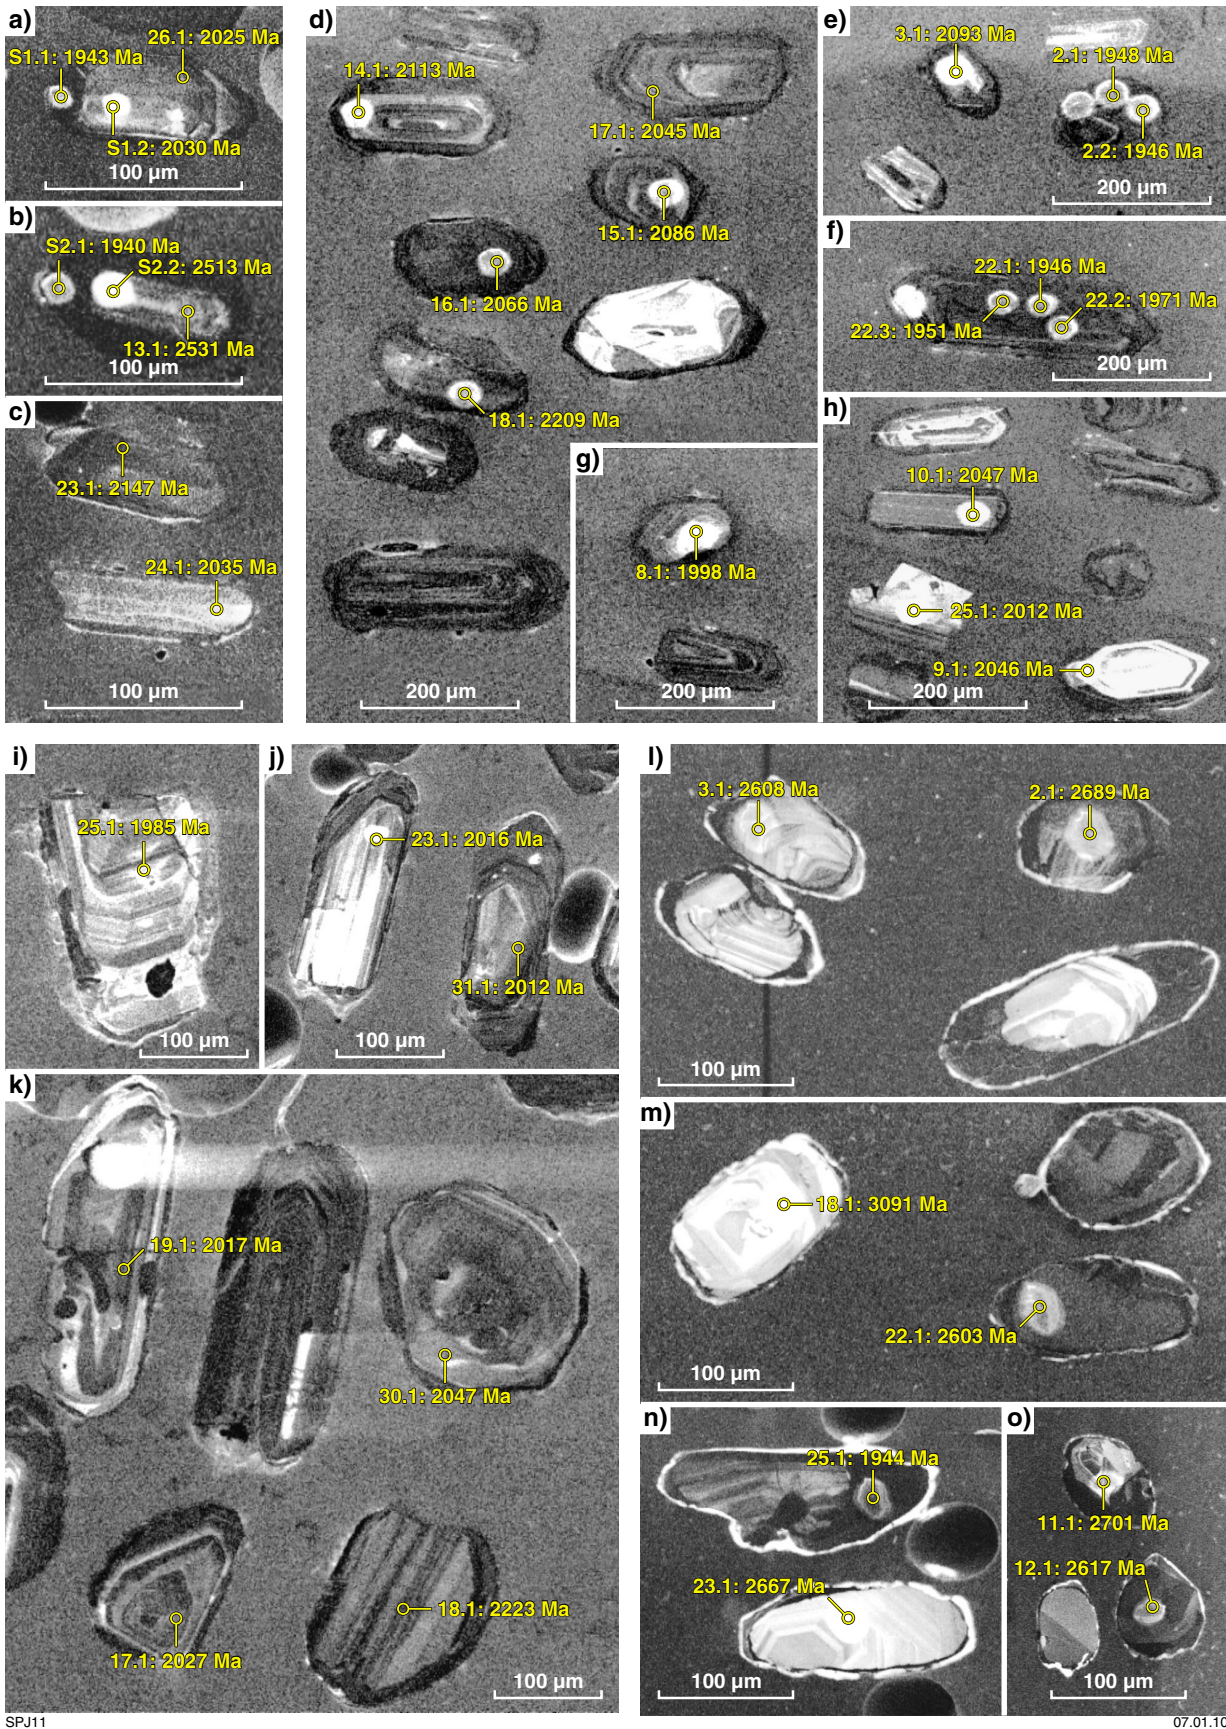 a)
26.1: 2025 Ma
S1.1: 1943 Ma
S1.2: 2030 Ma
100 µm
b)
S2.1: 1940 Ma
S2.2: 2513 Ma
13.1: 2531 Ma
100 µm
c)
23.1: 2147 Ma
24.1: 2035 Ma
100 µm
d)
14.1: 2113 Ma
17.1: 2045 Ma
15.1: 2086 Ma
16.1: 2066 Ma
18.1: 2209 Ma
200 µm
e)
3.1: 2093 Ma
2.1: 1948 Ma
2.2: 1946 Ma
200 µm
f)
22.1: 1946 Ma
22.2: 1971 Ma
22.3: 1951 Ma
200 µm
g)
8.1: 1998 Ma
200 µm
h)
10.1: 2047 Ma
25.1: 2012 Ma
9.1: 2046 Ma
200 µm
i)
25.1: 1985 Ma
100 µm
j)
23.1: 2016 Ma
31.1: 2012 Ma
100 µm
k)
19.1: 2017 Ma
30.1: 2047 Ma
18.1: 2223 Ma
17.1: 2027 Ma
100 µm
l)
3.1: 2608 Ma
2.1: 2689 Ma
100 µm
m)
18.1: 3091 Ma
22.1: 2603 Ma
100 µm
n)
25.1: 1944 Ma
23.1: 2667 Ma
100 µm
o)
11.1: 2701 Ma
12.1: 2617 Ma
100 µm
SPJ11
07.01.10